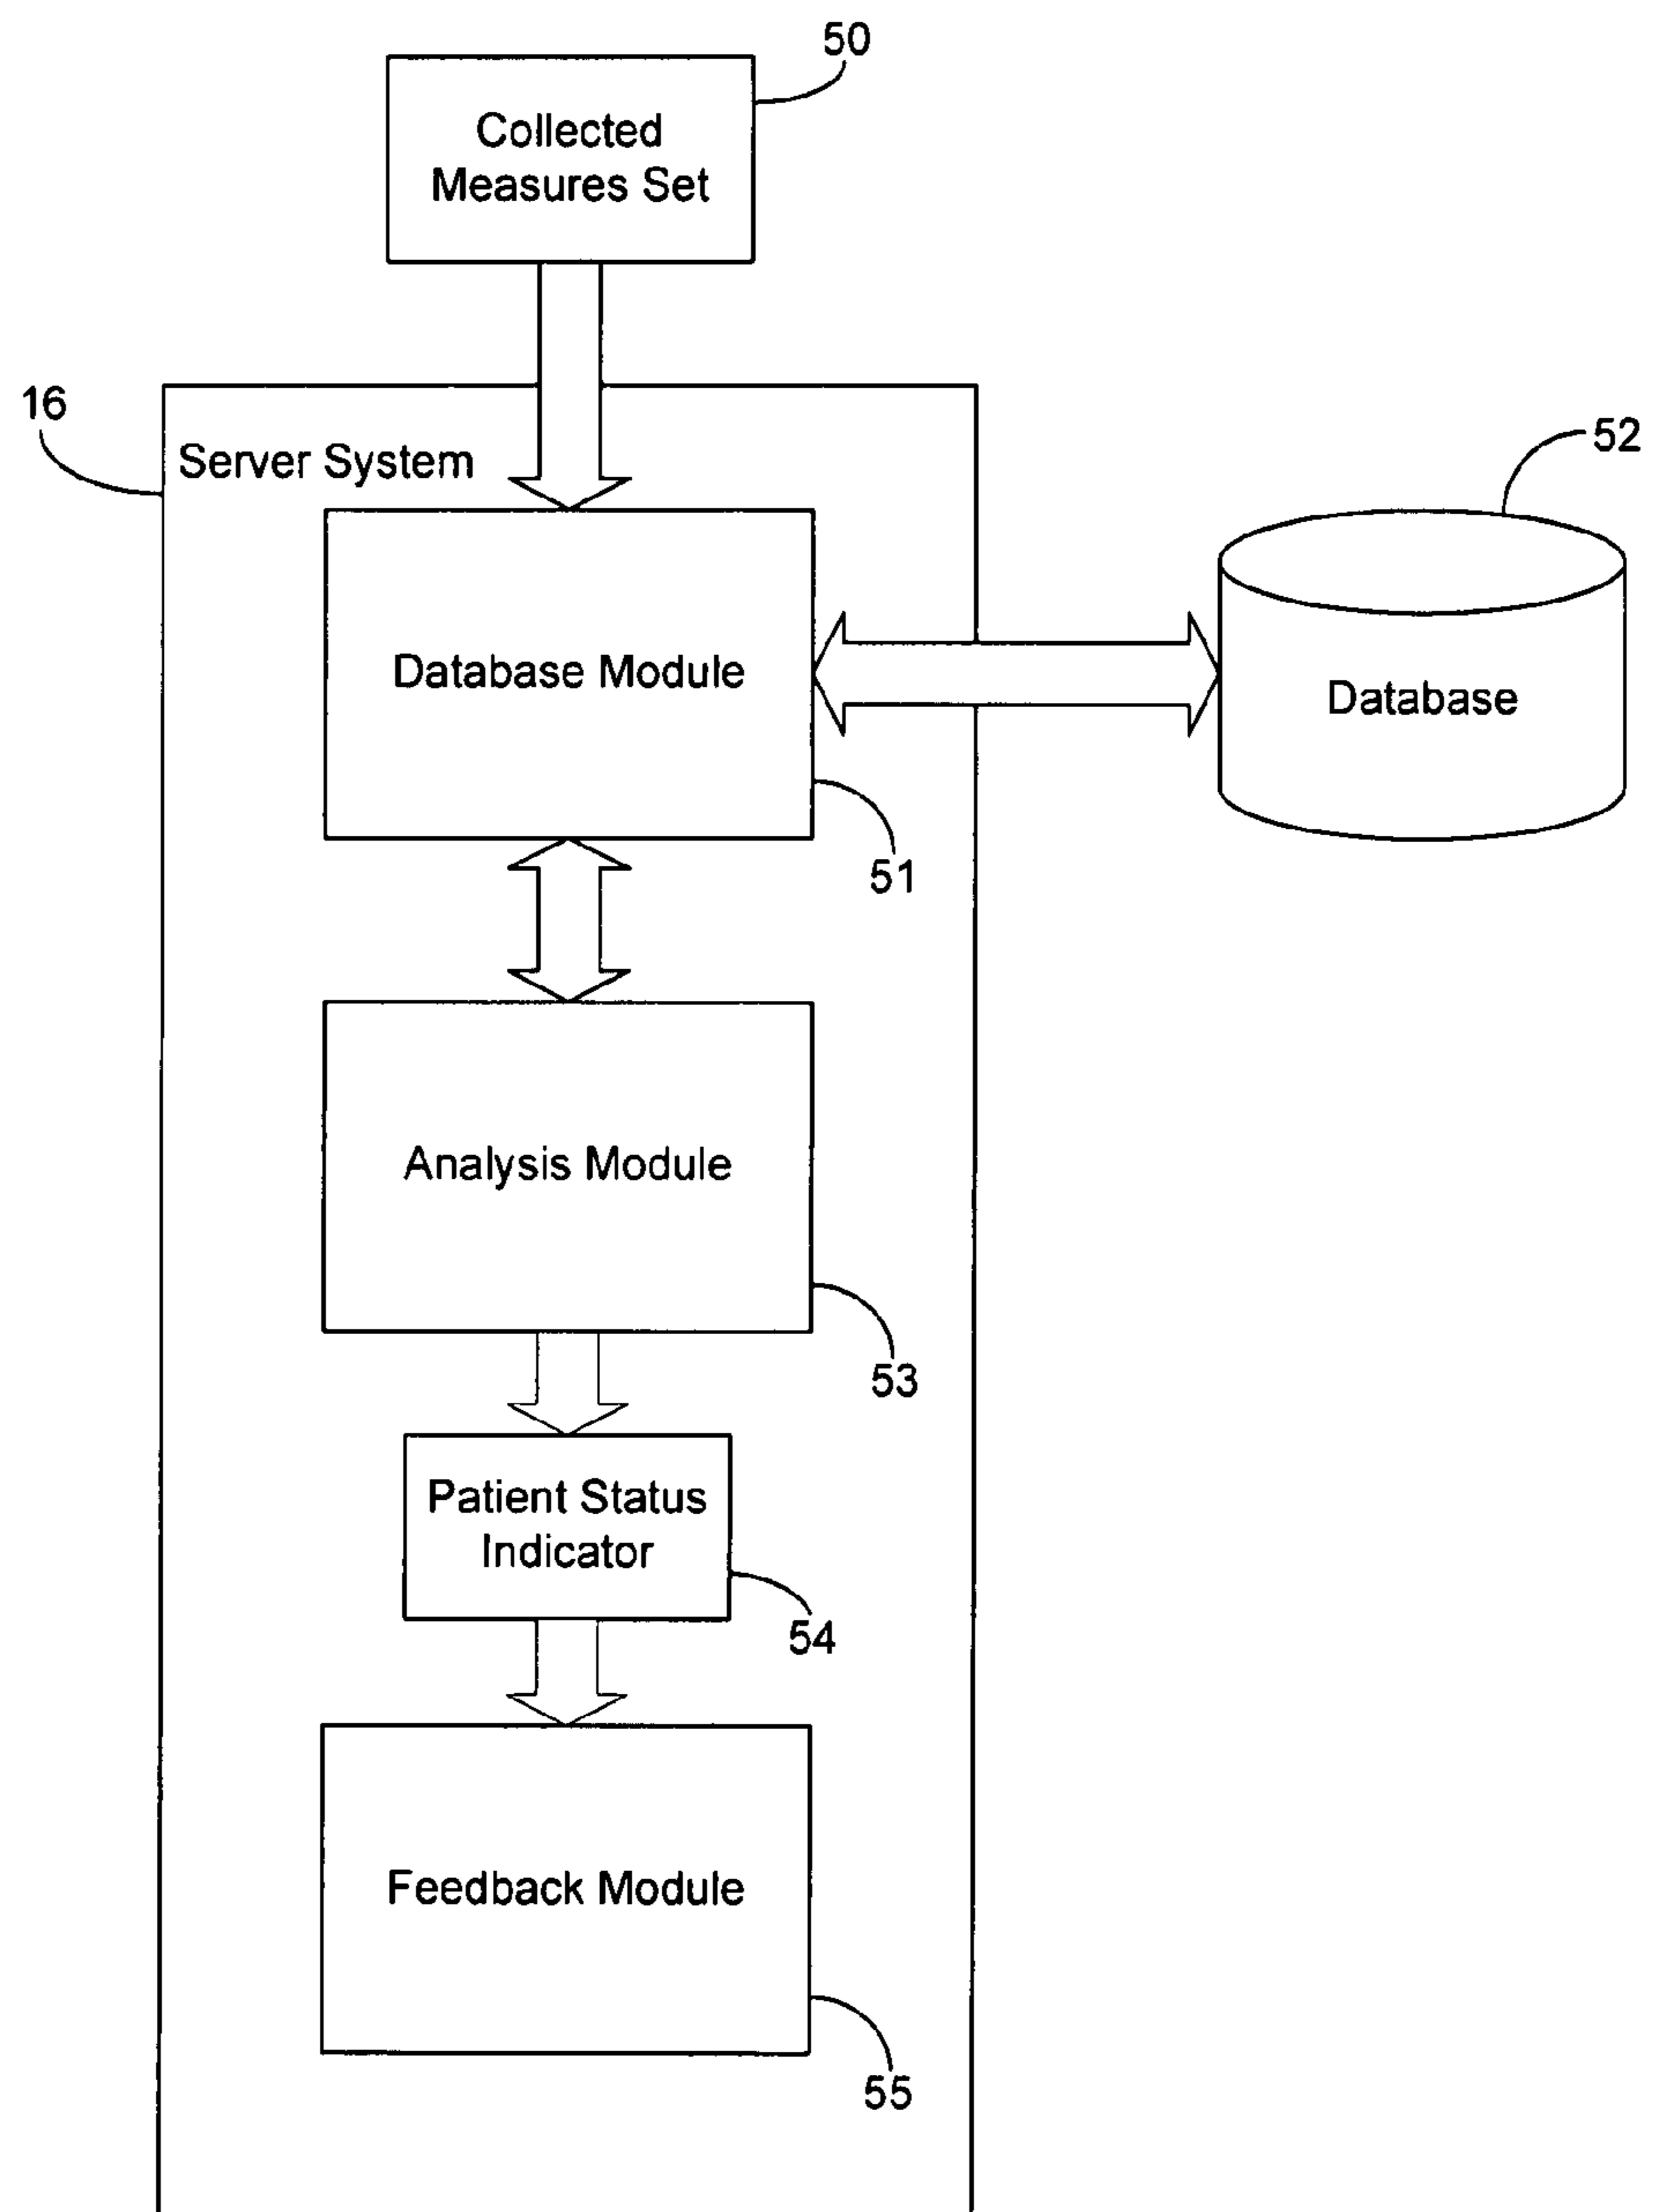 50
Collected
Measures Set
16
Server System
52
Database Module
Database
51
Analysis Module
53
Patient Status
Indicator
54
Feedback Module
55